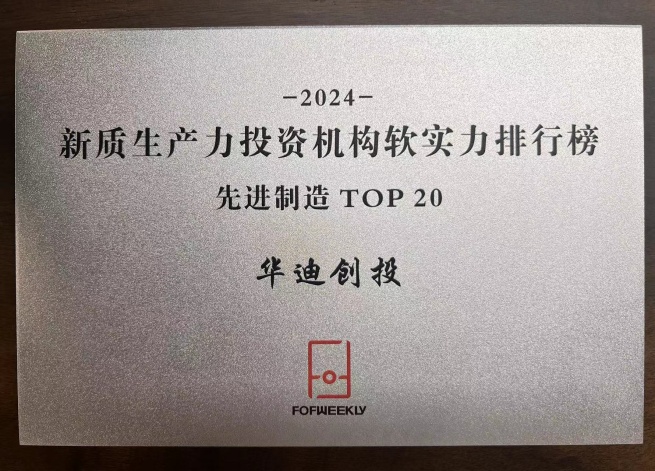 －2024－
新质生产力投资机构软实力排行榜
先进制造 TOP 20
华迪创投
FOFWEEKLY